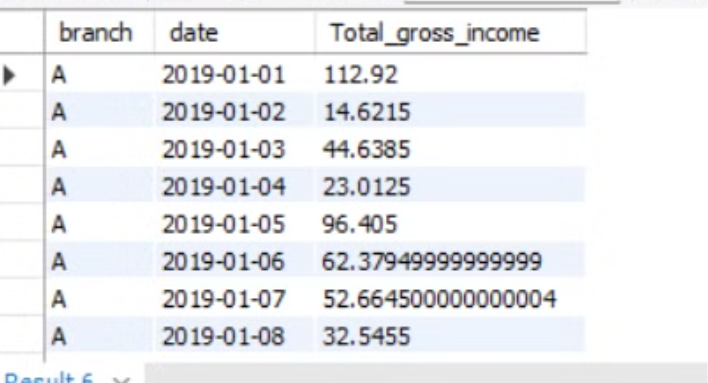 branch date Total_gross_income
A 2019-01-01 112.92
A 2019-01-02 14.6215
A 2019-01-03 44.6385
A 2019-01-04 23.0125
A 2019-01-05 96.405
A 2019-01-06 62.37949999999999
A 2019-01-07 52.664500000000004
A 2019-01-08 32.5455
Result 6